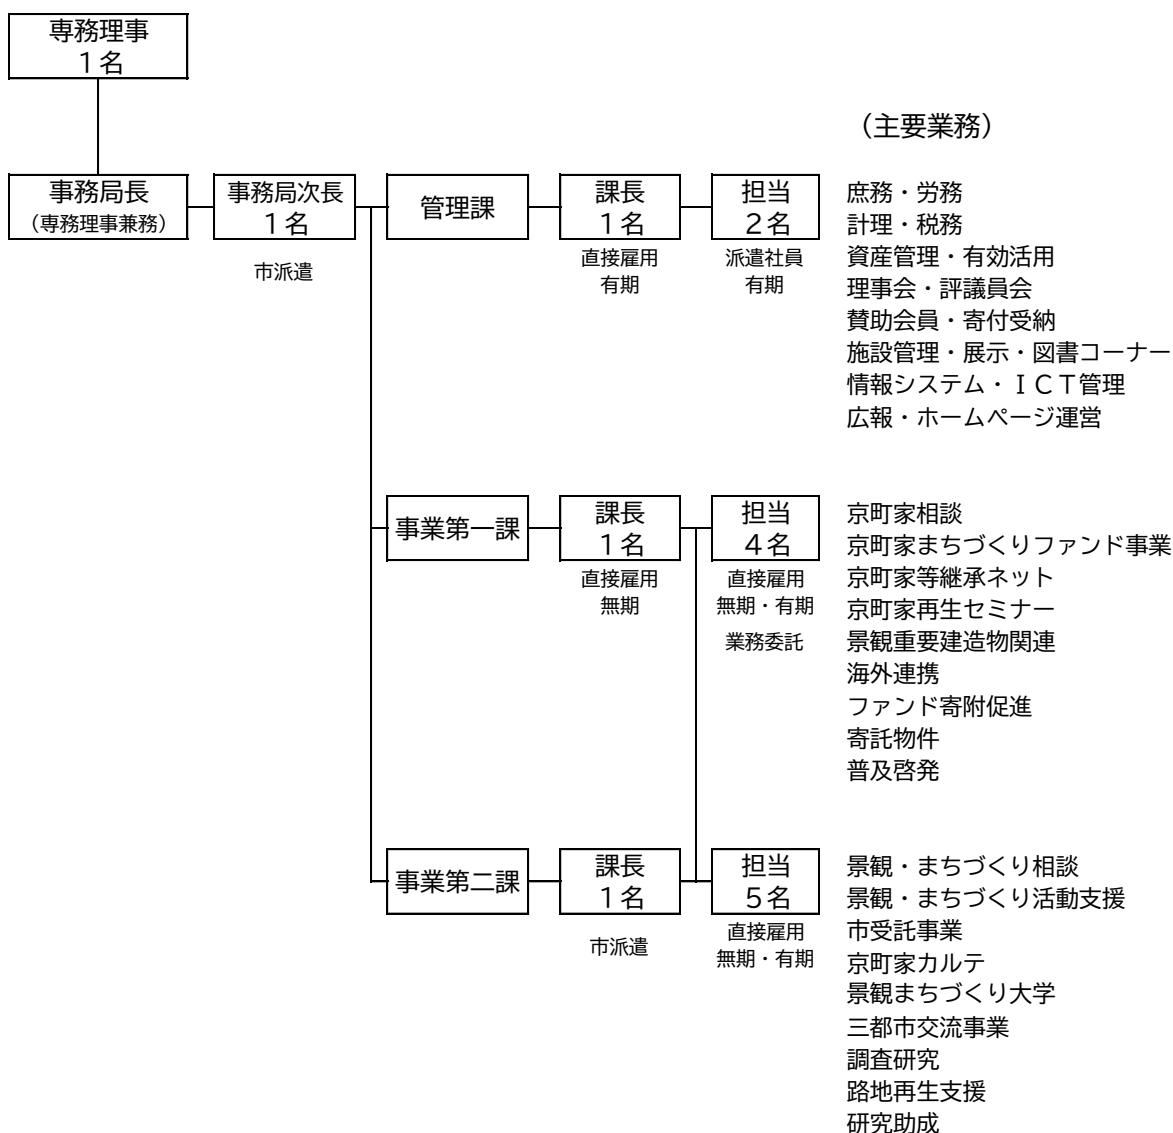 専務理事
１名
（主要業務）
事務局長
（専務理事兼務）
事務局次長
１名
市派遣
管理課
課長
１名
直接雇用
有期
担当
２名
派遣社員
有期
庶務・労務
計理・税務
資産管理・有効活用
理事会・評議員会
賛助会員・寄付受納
施設管理・展示・図書コーナー
情報システム・ＩＣＴ管理
広報・ホームページ運営
事業第一課
課長
１名
直接雇用
無期
担当
４名
直接雇用
無期・有期
業務委託
京町家相談
京町家まちづくりファンド事業
京町家等継承ネット
京町家再生セミナー
景観重要建造物関連
海外連携
ファンド寄附促進
寄託物件
普及啓発
事業第二課
課長
１名
市派遣
担当
５名
直接雇用
無期・有期
景観・まちづくり相談
景観・まちづくり活動支援
市受託事業
京町家カルテ
景観まちづくり大学
三都市交流事業
調査研究
路地再生支援
研究助成